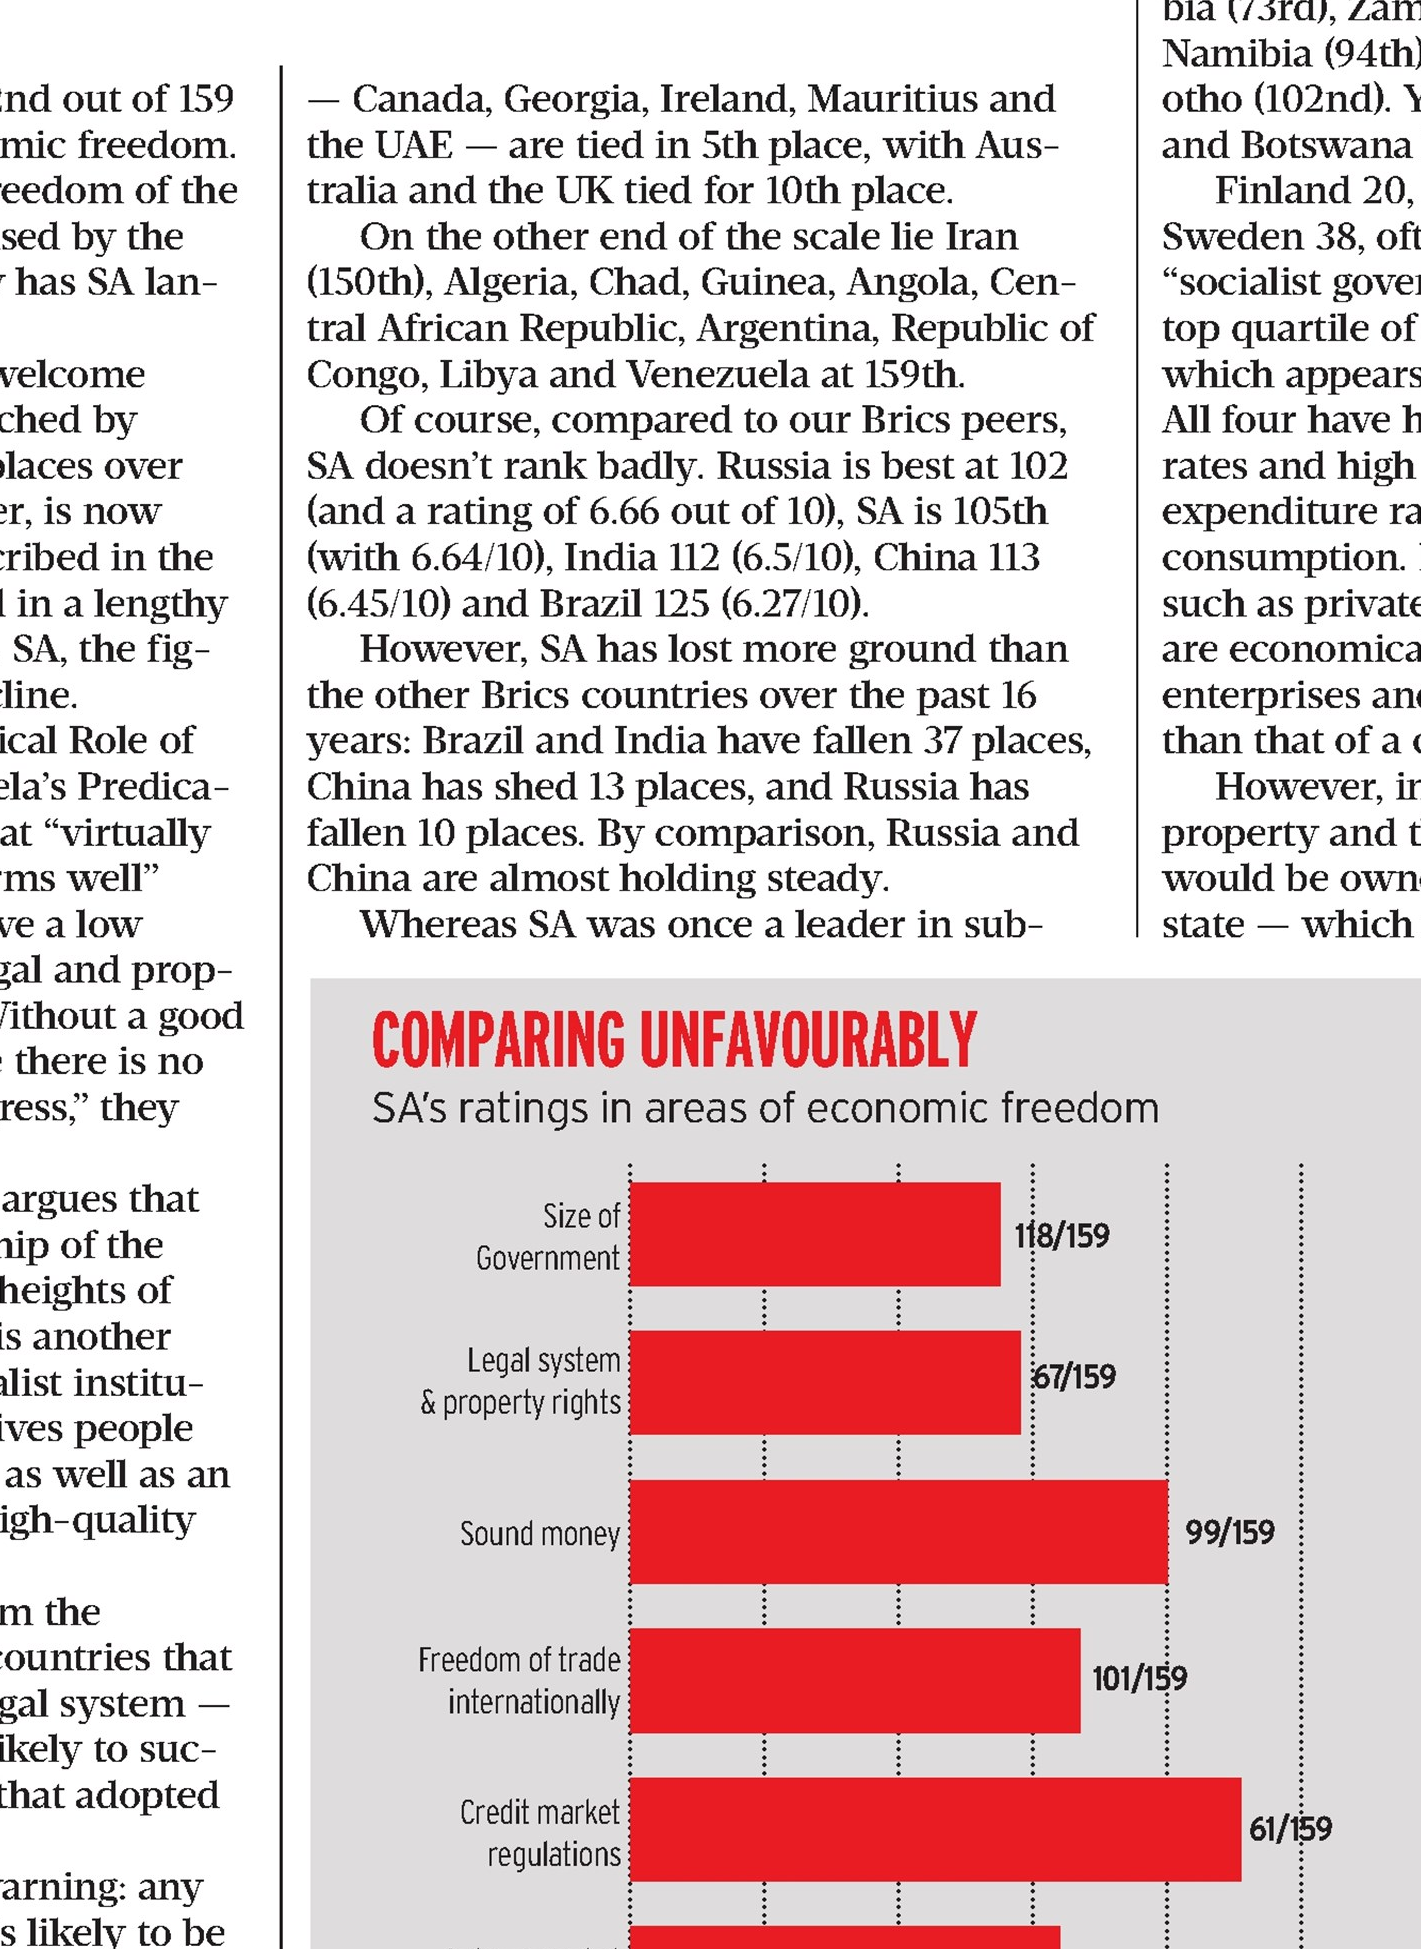 2nd out of 159
mic freedom.
reedom of the
sed by the
y has SA lan-
welcome
ched by
places over
er, is now
cribed in the
d in a lengthy
SA, the fig-
cline.
ical Role of
ela's Predica-
at “virtually
rms well”
ve a low
gal and prop-
Without a good
e there is no
ress,” they
argues that
hip of the
heights of
is another
alist institu-
ives people
as well as an
igh-quality
m the
countries that
gal system —
ikely to suc-
that adopted
arning: any
s likely to be
— Canada, Georgia, Ireland, Mauritius and
the UAE — are tied in 5th place, with Aus-
tralia and the UK tied for 10th place.
On the other end of the scale lie Iran
(150th), Algeria, Chad, Guinea, Angola, Cen-
tral African Republic, Argentina, Republic of
Congo, Libya and Venezuela at 159th.
Of course, compared to our Brics peers,
SA doesn’t rank badly. Russia is best at 102
(and a rating of 6.66 out of 10), SA is 105th
(with 6.64/10), India 112 (6.5/10), China 113
(6.45/10) and Brazil 125 (6.27/10).
However, SA has lost more ground than
the other Brics countries over the past 16
years: Brazil and India have fallen 37 places,
China has shed 13 places, and Russia has
fallen 10 places. By comparison, Russia and
China are almost holding steady.
Whereas SA was once a leader in sub-
bia (73rd), Zam
Namibia (94th)
otho (102nd). Y
and Botswana
Finland 20,
Sweden 38, oft
“socialist gover
top quartile of
which appears
All four have h
rates and high
expenditure ra
consumption.
such as private
are economica
enterprises and
than that of a c
However, in
property and t
would be owne
state — which
COMPARING UNFAVOURABLY
SA’s ratings in areas of economic freedom
Size of
Government
118/159
Legal system
& property rights
67/159
Sound money
99/159
Freedom of trade
internationally
101/159
Credit market
regulations
61/159